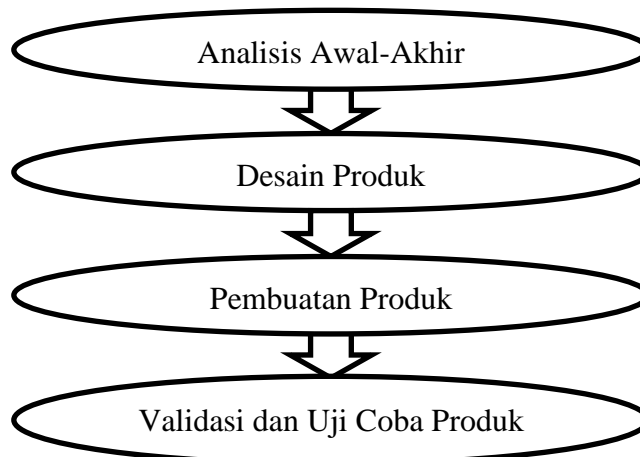 Analisis Awal-Akhir
Desain Produk
Pembuatan Produk
Validasi dan Uji Coba Produk